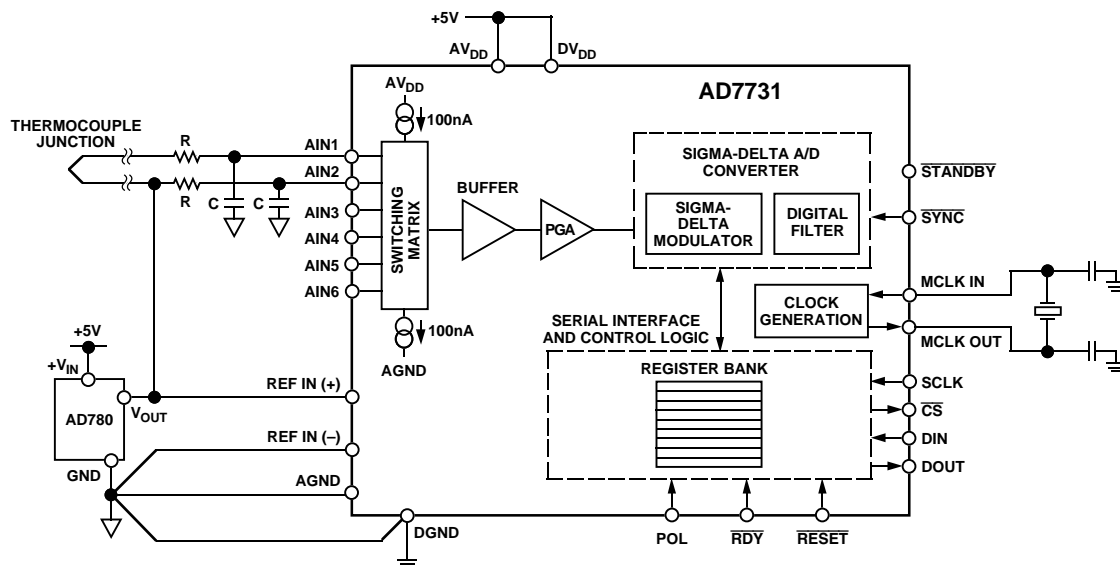 +5V
AVDD
DVDD
AD7731
AVDD
100nA
THERMOCOUPLE
JUNCTION
R
AIN1
AIN2
R
C
C
AIN3
AIN4
AIN5
AIN6
SWITCHING
MATRIX
BUFFER
PGA
SIGMA-DELTA A/D
CONVERTER
SIGMA-
DELTA
MODULATOR
DIGITAL
FILTER
STANDBY
SYNC
100nA
AGND
SERIAL INTERFACE
AND CONTROL LOGIC
CLOCK
GENERATION
MCLK IN
MCLK OUT
+5V
+VIN
AD780
VOUT
GND
REF IN (+)
REF IN (–)
AGND
DGND
REGISTER BANK
SCLK
CS
DIN
DOUT
POL
RDY
RESET